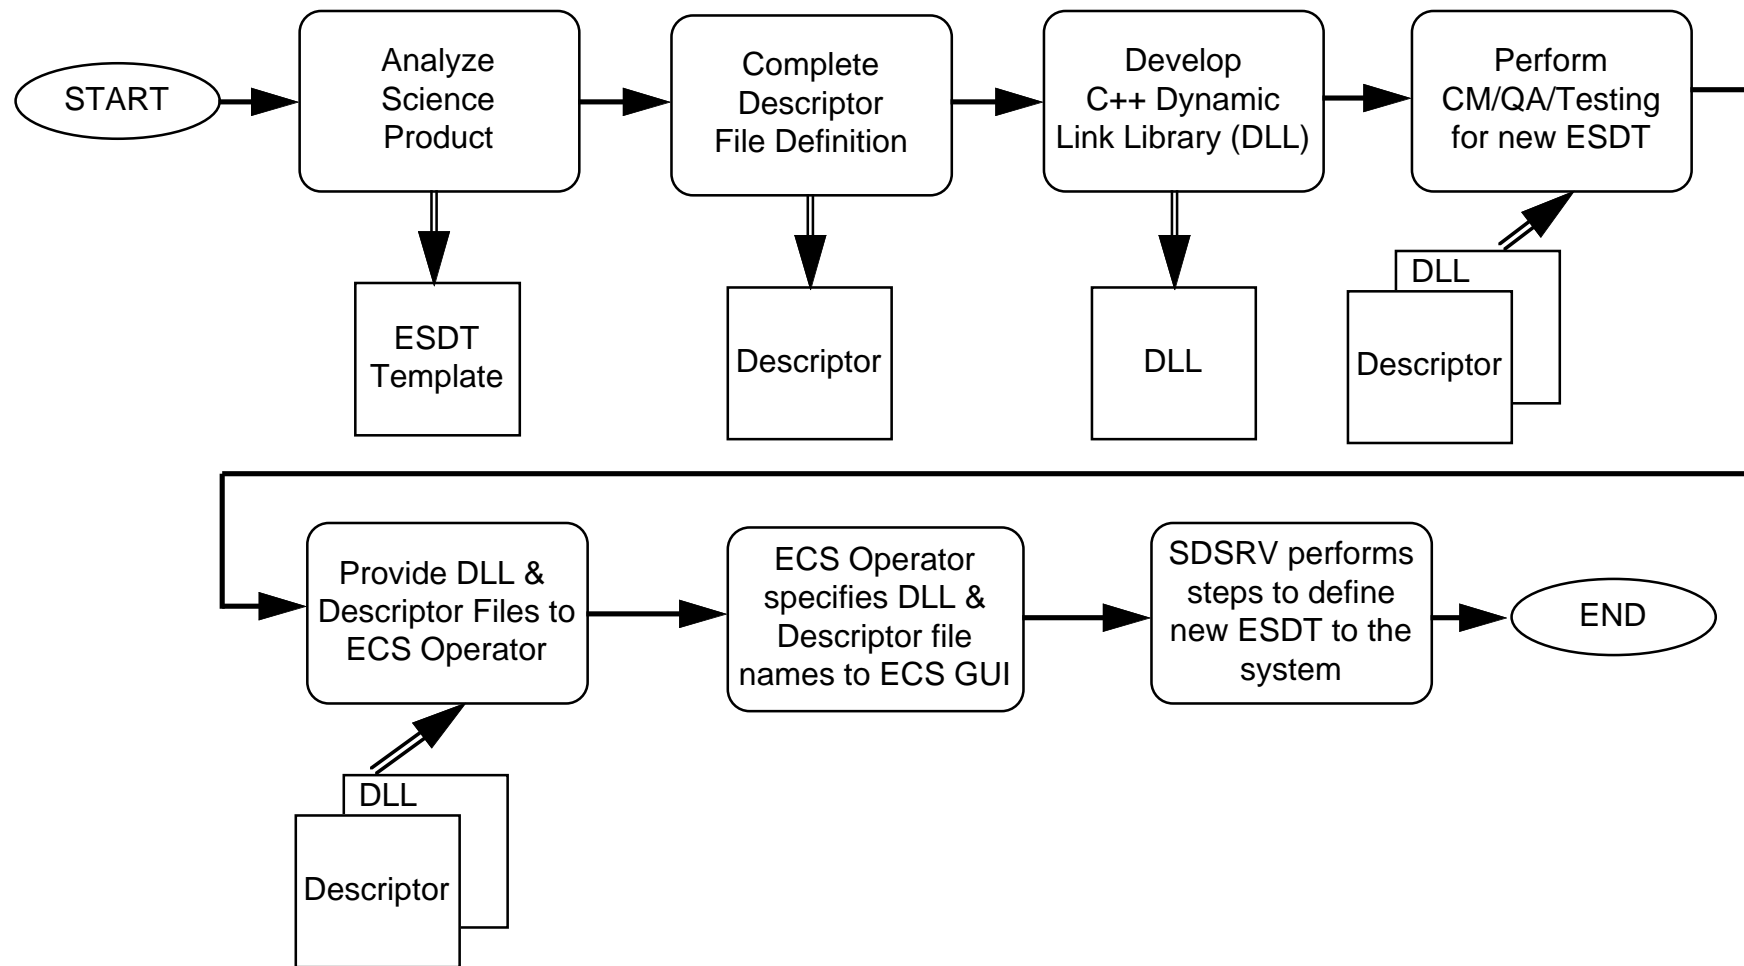 START
Analyze
Science
Product
Complete
Descriptor
File Definition
Develop
C++ Dynamic
Link Library (DLL)
Perform
CM/QA/Testing
for new ESDT
ESDT
Template
Descriptor
DLL
DLL
Descriptor
Provide DLL &
Descriptor Files to
ECS Operator
ECS Operator
specifies DLL &
Descriptor file
names to ECS GUI
SDSRV performs
steps to define
new ESDT to the
system
END
DLL
Descriptor